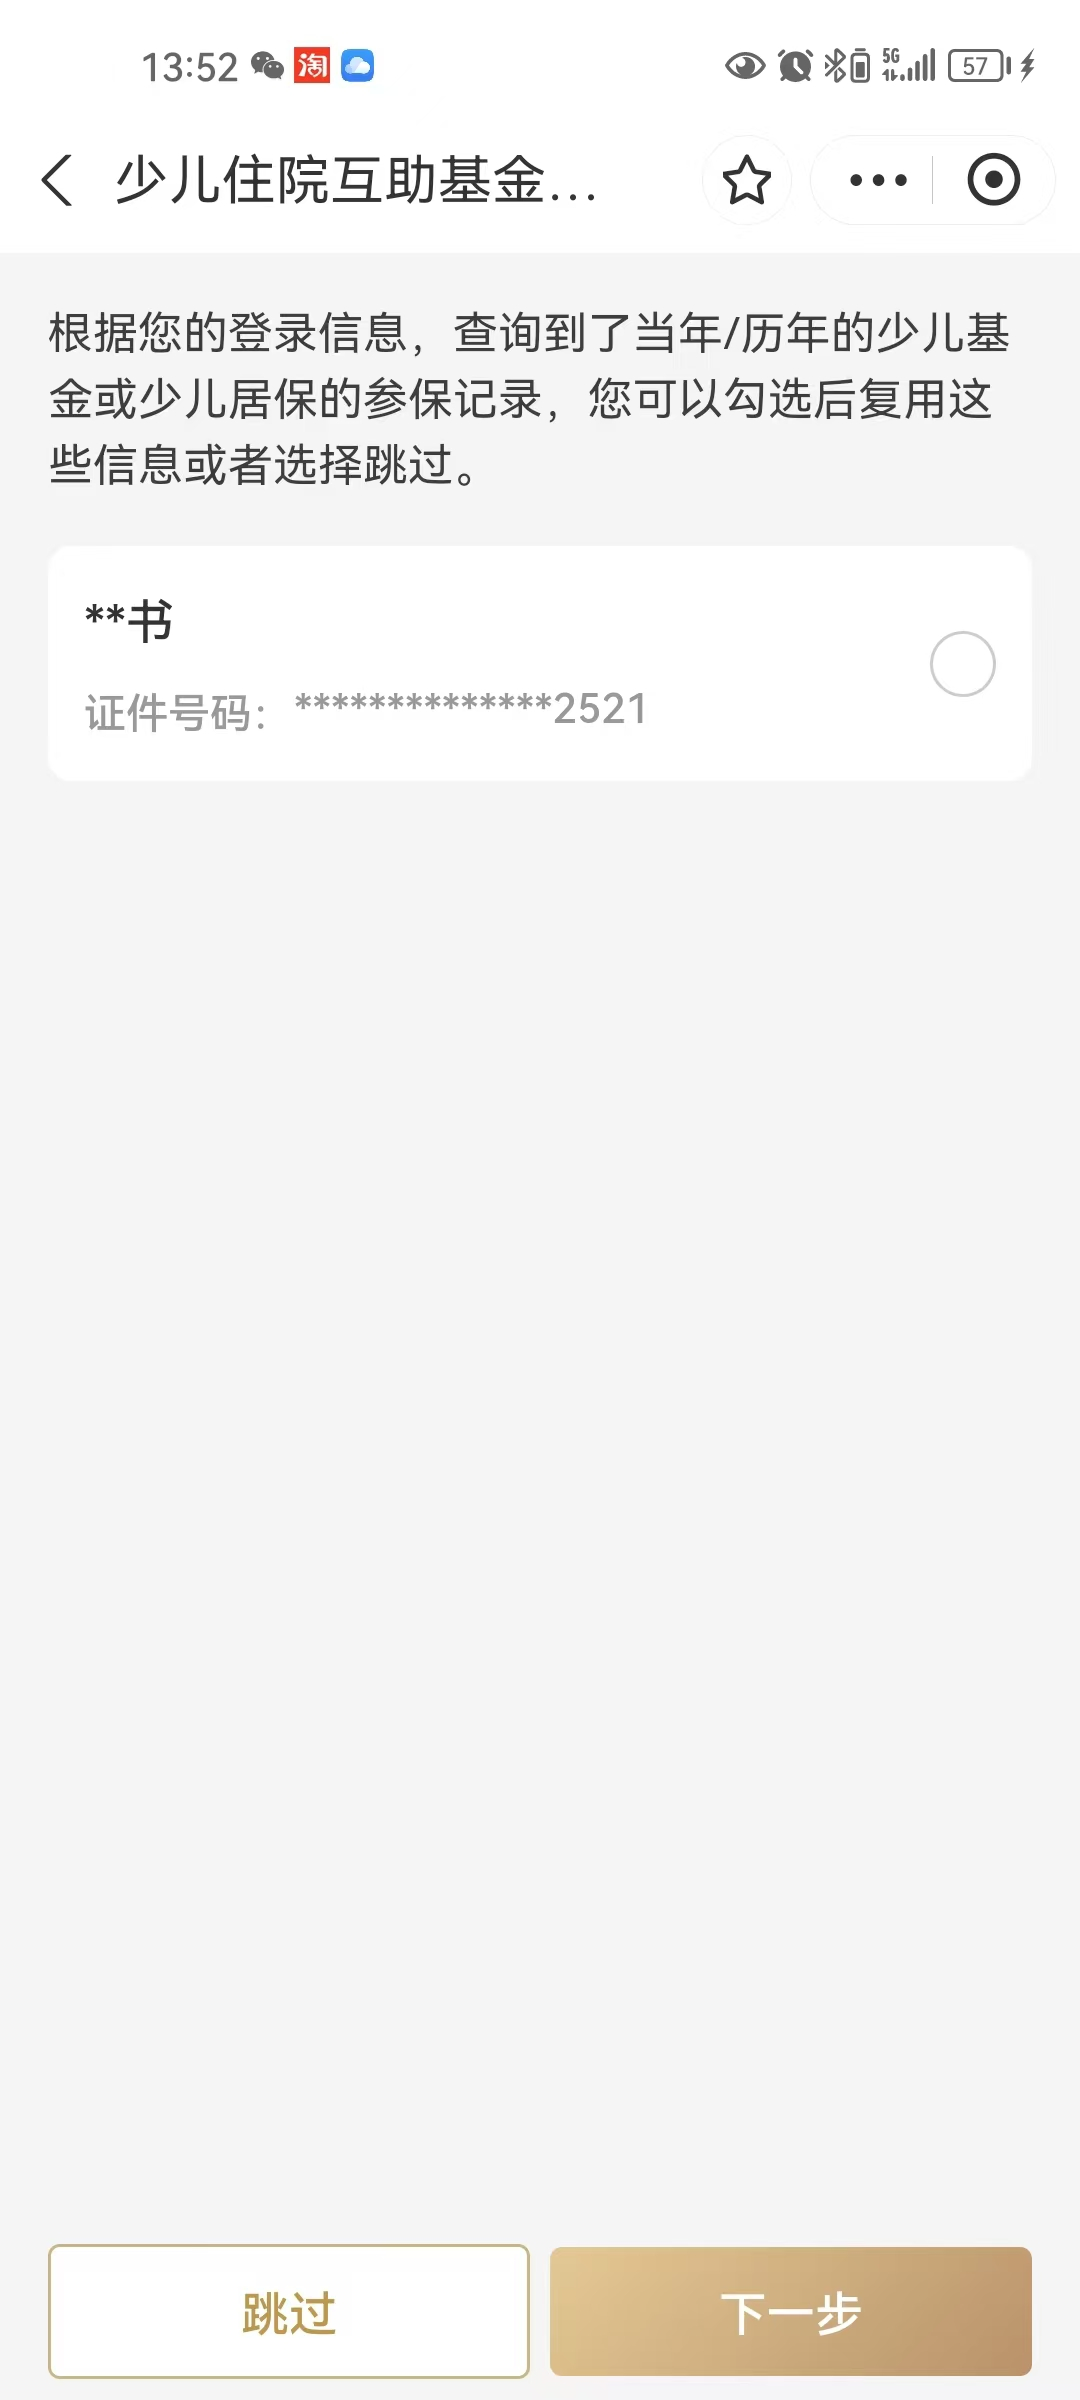 13:52
淘
5G
57
少儿住院互助基金...
根据您的登录信息，查询到了当年/历年的少儿基
金或少儿居保的参保记录，您可以勾选后复用这
些信息或者选择跳过。
**书
证件号码：**************2521
跳过
下一步